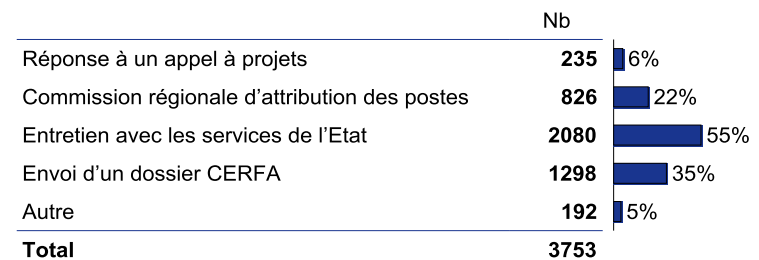 Nb
Réponse à un appel à projets 235 6%
Commission régionale d’attribution des postes 826 22%
Entretien avec les services de l’Etat 2080 55%
Envoi d’un dossier CERFA 1298 35%
Autre 192 5%
Total 3753